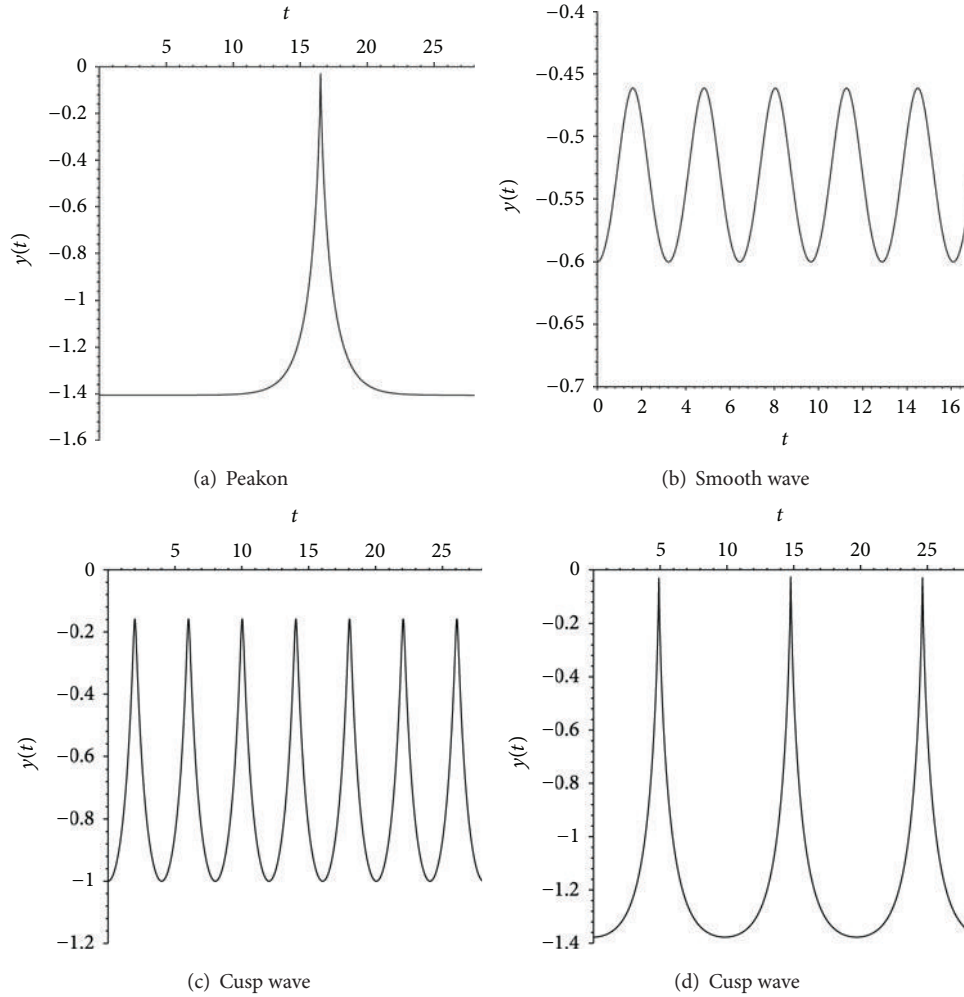 t
5 10 15 20 25
0
−0.2
−0.4
−0.6
−0.8
−1
−1.2
−1.4
−1.6
y(t)
(a) Peakon
−0.4
−0.45
−0.5
−0.55
−0.6
−0.65
−0.7
y(t)
0 2 4 6 8 10 12 14 16
t
(b) Smooth wave
t
5 10 15 20 25
0
−0.2
−0.4
−0.6
−0.8
−1
−1.2
y(t)
(c) Cusp wave
t
5 10 15 20 25
0
−0.2
−0.4
−0.6
−0.8
−1
−1.2
−1.4
y(t)
(d) Cusp wave